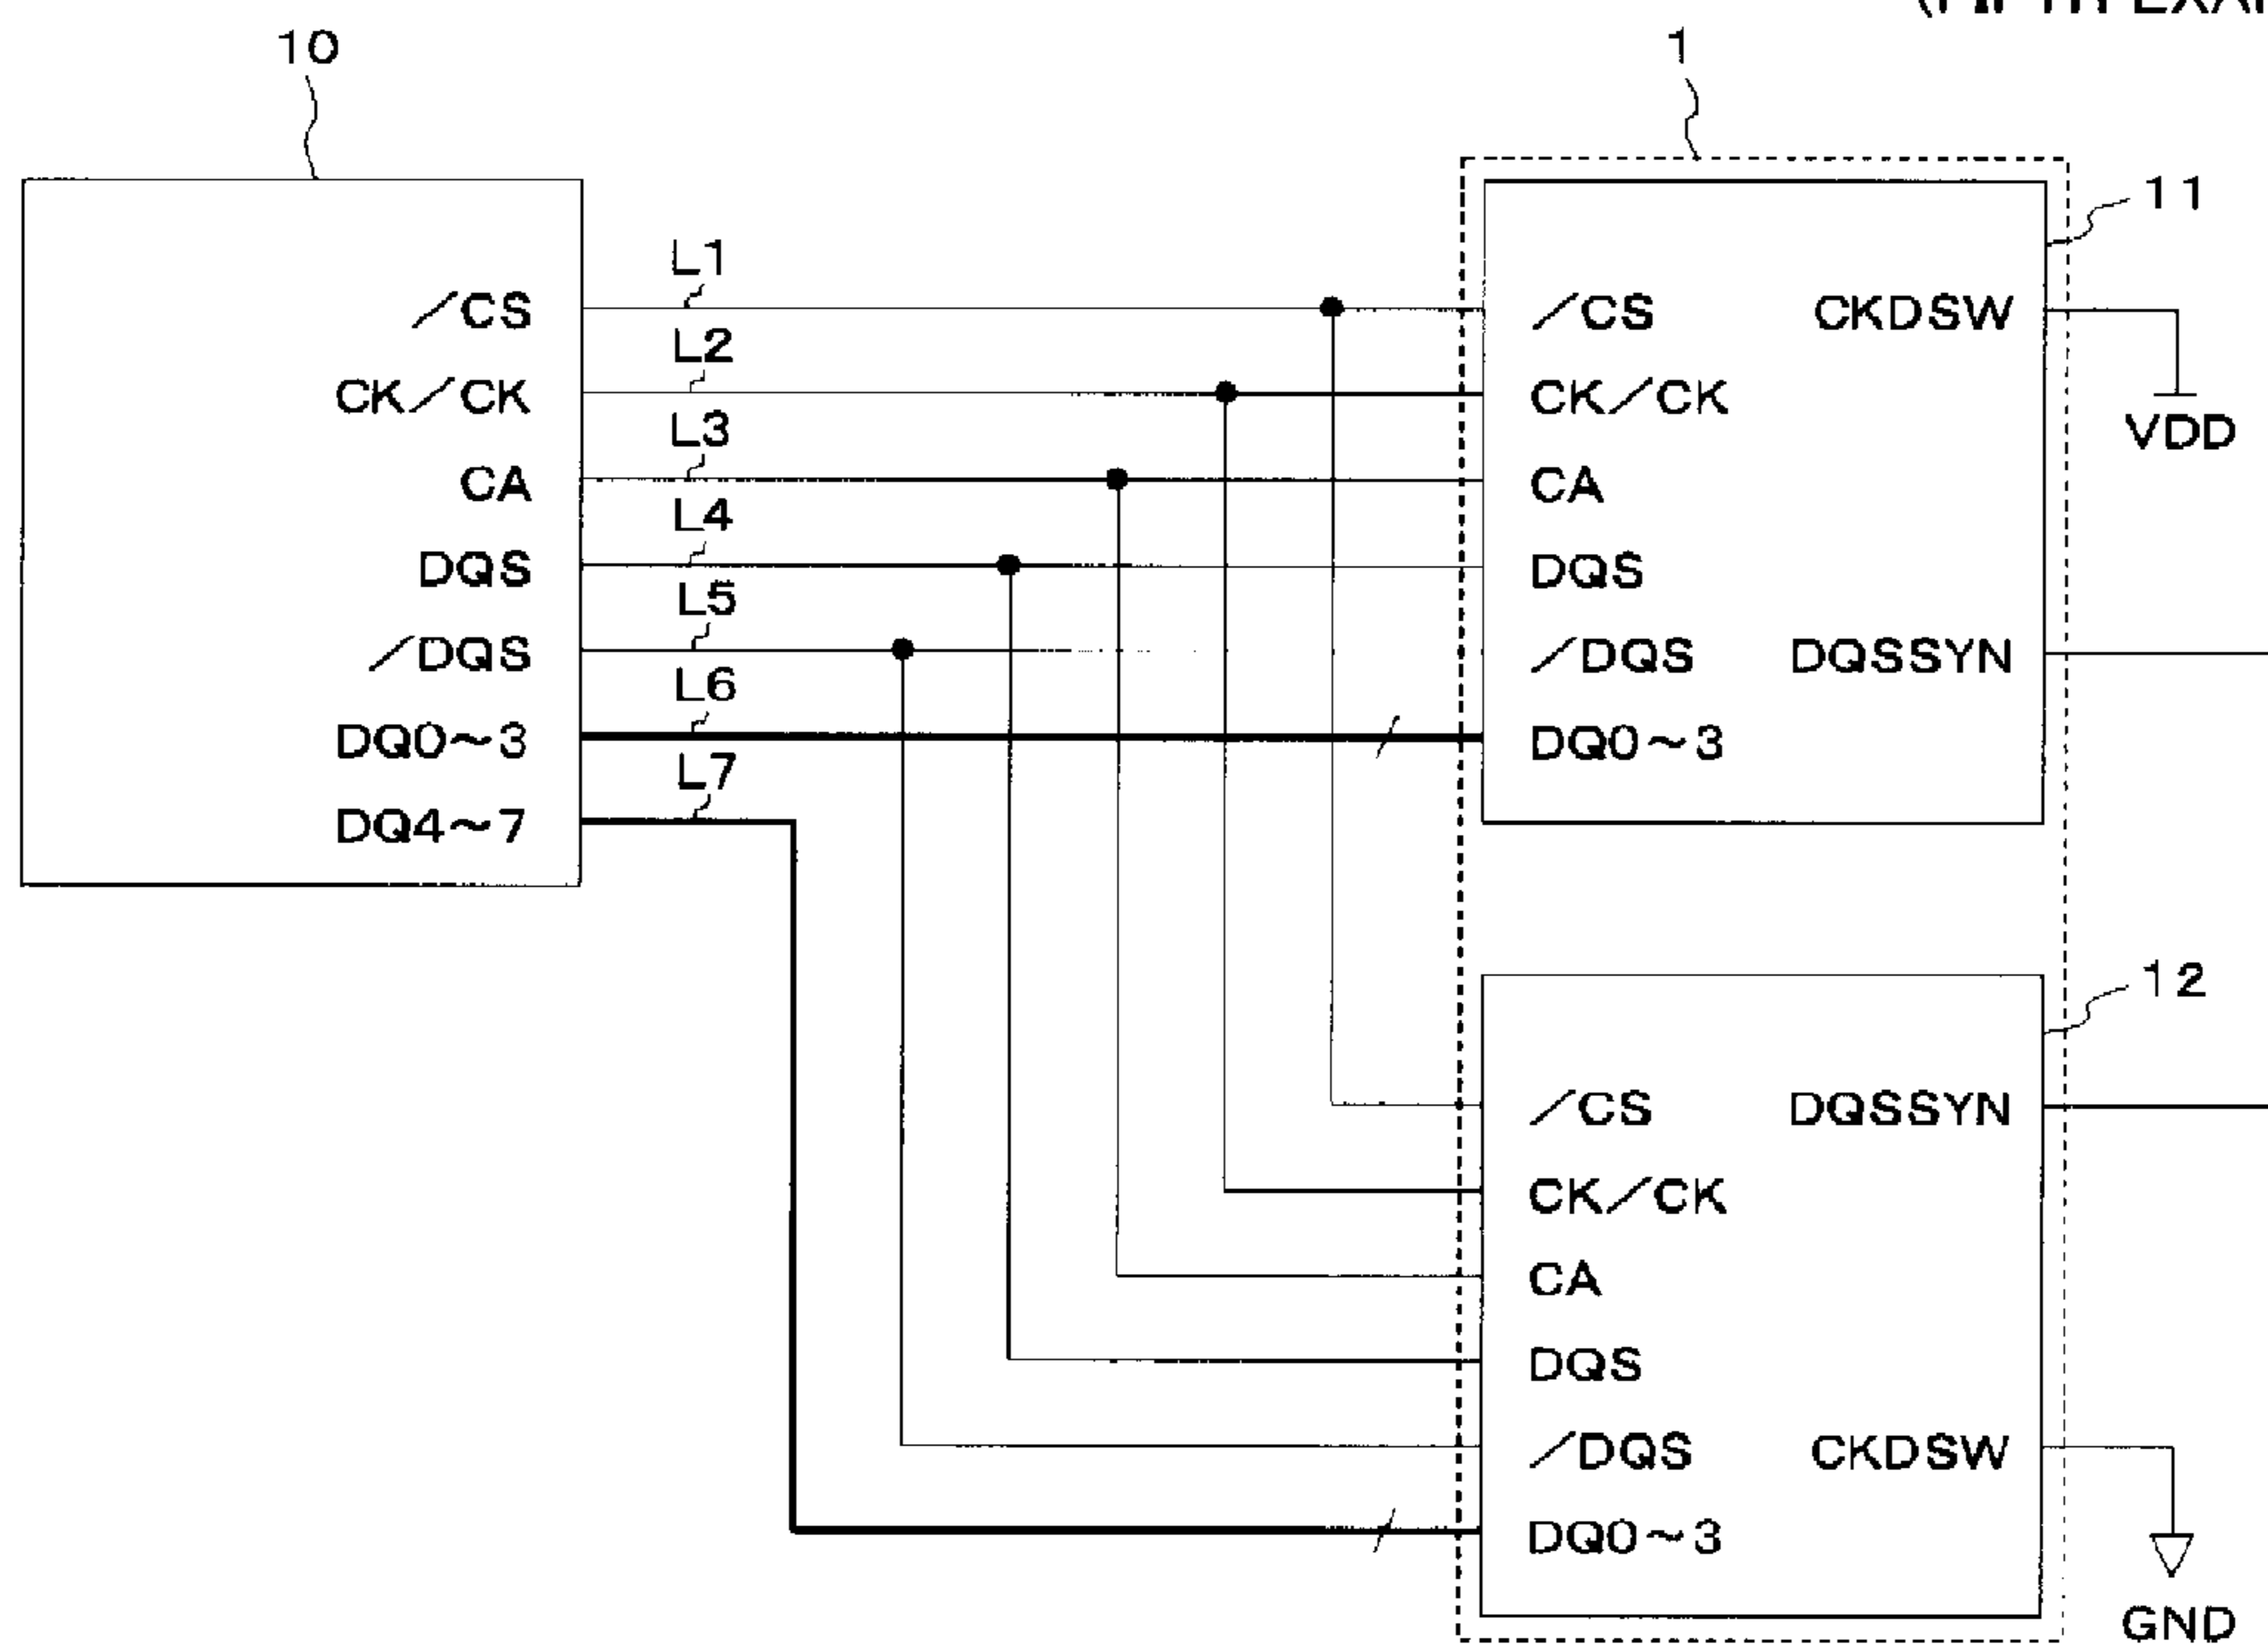 10
1
11
L1
/CS
/CS
CKDSW
L2
CK/CK
CK/CK
VDD
L3
CA
CA
L4
DQS
DQS
L5
/DQS
/DQS
DQSSYN
L6
DQ0~3
DQ0~3
L7
DQ4~7
12
/CS
DQSSYN
CK/CK
CA
DQS
/DQS
CKDSW
DQ0~3
GND